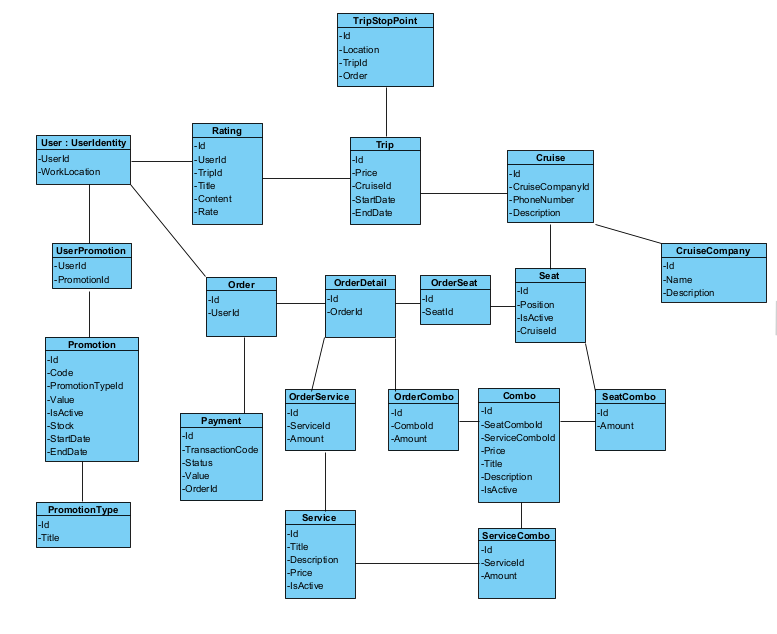 TripStopPoint
-Id
-Location
-TripId
-Order
User : UserIdentity
-UserId
-WorkLocation
Rating
-Id
-UserId
-TripId
-Title
-Content
-Rate
Trip
-Id
-Price
-CruiseId
-StartDate
-EndDate
Cruise
-Id
-CruiseCompanyId
-PhoneNumber
-Description
UserPromotion
-UserId
-PromotionId
CruiseCompany
-Id
-Name
-Description
Order
-Id
-UserId
OrderDetail
-Id
-OrderId
OrderSeat
-Id
-SeatId
Seat
-Id
-Position
-IsActive
-CruiseId
Promotion
-Id
-Code
-PromotionTypeId
-Value
-IsActive
-Stock
-StartDate
-EndDate
Payment
-Id
-TransactionCode
-Status
-Value
-OrderId
OrderService
-Id
-ServiceId
-Amount
OrderCombo
-Id
-ComboId
-Amount
Combo
-Id
-SeatComboId
-ServiceComboId
-Price
-Title
-Description
-IsActive
SeatCombo
-Id
-Amount
PromotionType
-Id
-Title
Service
-Id
-Title
-Description
-Price
-IsActive
ServiceCombo
-Id
-ServiceId
-Amount